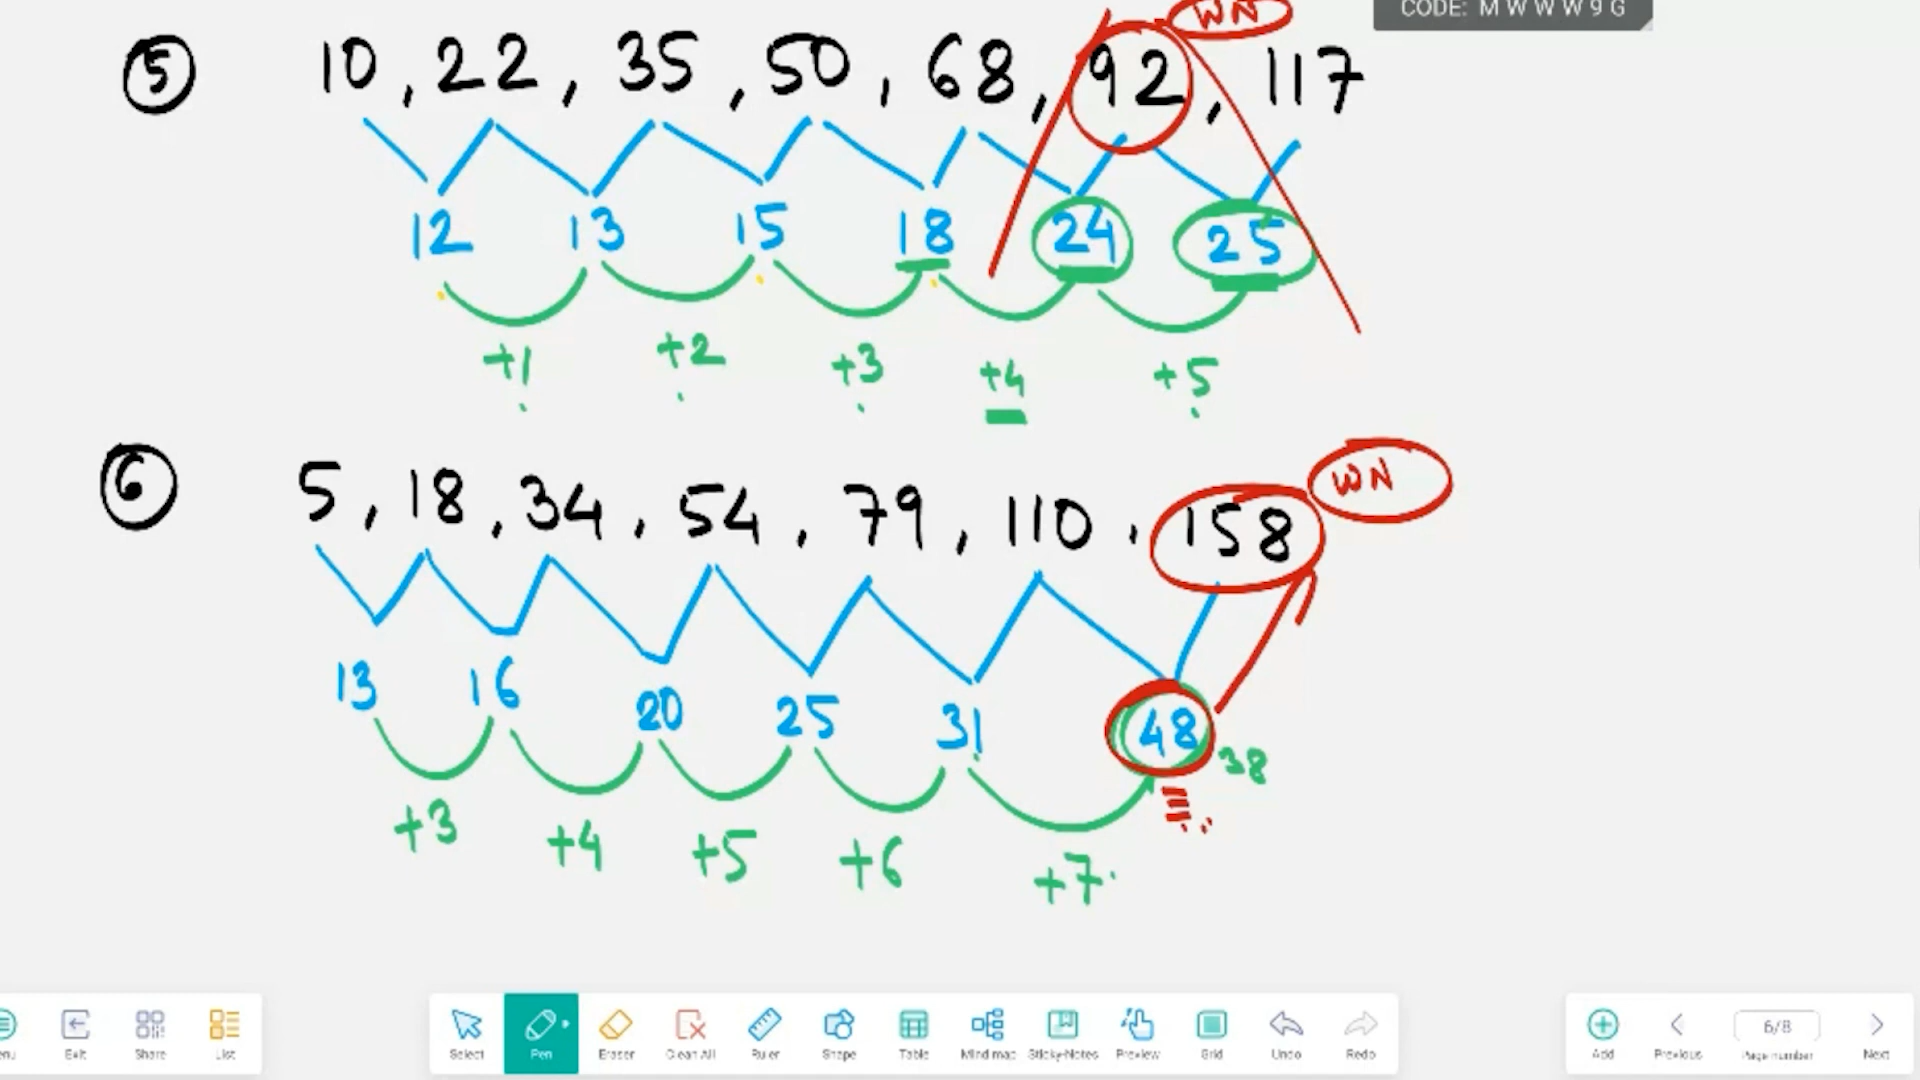 CODE: MWWW9G
WN
5 10, 22, 35, 50, 68, 92, 117
12 13 15 18 24 25
+1 +2 +3 +4 +5
6 5, 18, 34, 54, 79, 110, 158 WN
13 16 20 25 31 48 38
+3 +4 +5 +6 +7
enu Exit Share List Select Pen Eraser Clean All Ruler Shape Table Mind map Sticky-Notes Preview Grid Undo Redo Add Previous 6/8 Page number Next